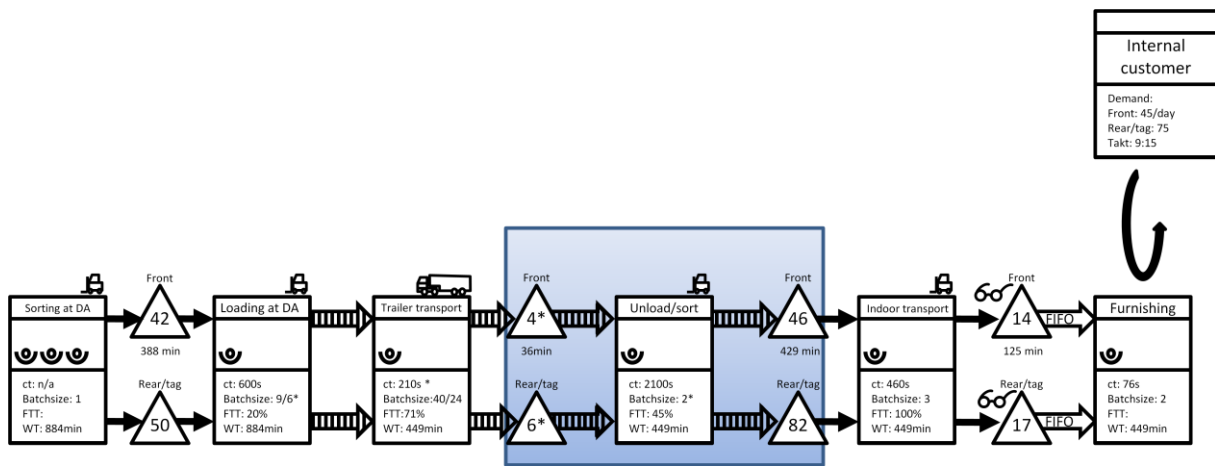 Internal
customer
Demand:
Front: 45/day
Rear/tag: 75
Takt: 9:15
Front
42
388 min
Rear/tag
50
Front
4*
36min
Rear/tag
6*
Front
46
429 min
Rear/tag
82
Front
14
125 min
Rear/tag
17
FIFO
FIFO
Sorting at DA
ct: n/a
Batchsize: 1
FTT:
WT: 884min
Loading at DA
ct: 600s
Batchsize: 9/6*
FTT: 20%
WT: 884min
Trailer transport
ct: 210s *
Batchsize:40/24
FTT:71%
WT: 449min
Unload/sort
ct: 2100s
Batchsize: 2*
FTT: 45%
WT: 449min
Indoor transport
ct: 460s
Batchsize: 3
FTT: 100%
WT: 449min
Furnishing
ct: 76s
Batchsize: 2
FTT:
WT: 449min